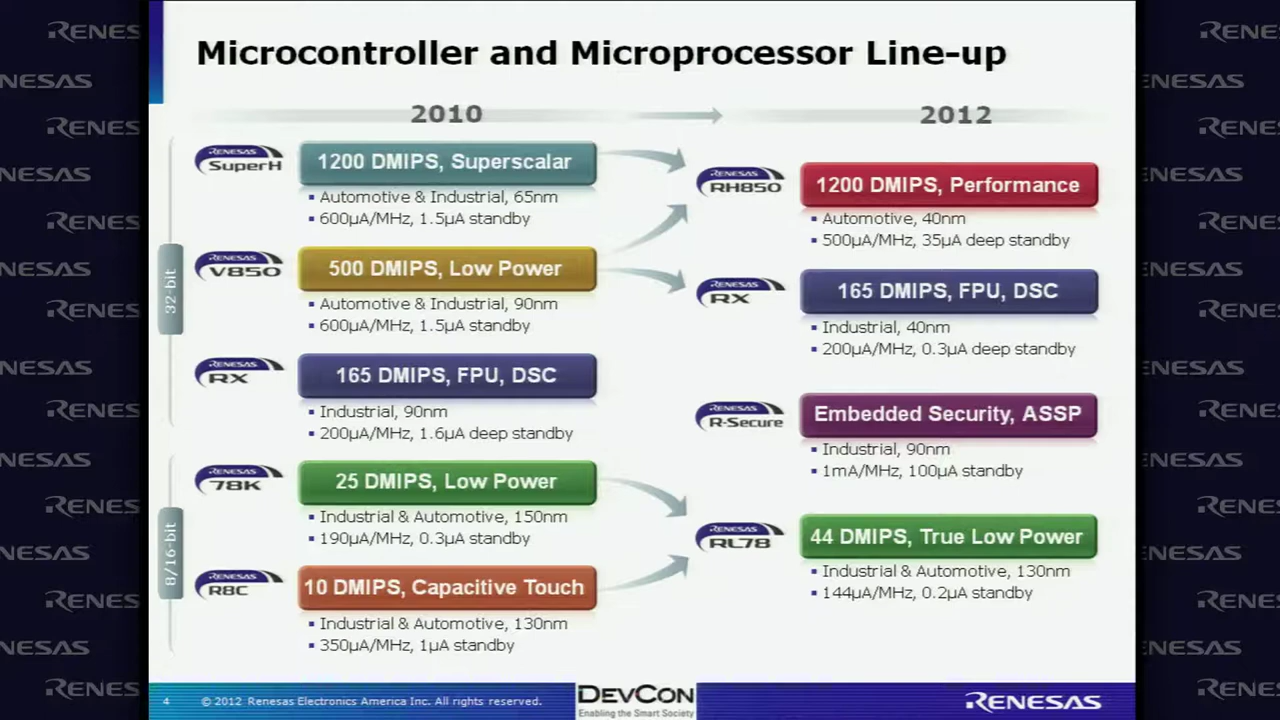 Microcontroller and Microprocessor Line-up
2010
2012
32-bit
RENESAS
SuperH
1200 DMIPS, Superscalar
▪ Automotive & Industrial, 65nm
▪ 600µA/MHz, 1.5µA standby
RENESAS
V850
500 DMIPS, Low Power
▪ Automotive & Industrial, 90nm
▪ 600µA/MHz, 1.5µA standby
RENESAS
RX
165 DMIPS, FPU, DSC
▪ Industrial, 90nm
▪ 200µA/MHz, 1.6µA deep standby
8/16-bit
RENESAS
78K
25 DMIPS, Low Power
▪ Industrial & Automotive, 150nm
▪ 190µA/MHz, 0.3µA standby
RENESAS
R8C
10 DMIPS, Capacitive Touch
▪ Industrial & Automotive, 130nm
▪ 350µA/MHz, 1µA standby
RENESAS
RH850
1200 DMIPS, Performance
▪ Automotive, 40nm
▪ 500µA/MHz, 35µA deep standby
RENESAS
RX
165 DMIPS, FPU, DSC
▪ Industrial, 40nm
▪ 200µA/MHz, 0.3µA deep standby
RENESAS
R-Secure
Embedded Security, ASSP
▪ Industrial, 90nm
▪ 1mA/MHz, 100µA standby
RENESAS
RL78
44 DMIPS, True Low Power
▪ Industrial & Automotive, 130nm
▪ 144µA/MHz, 0.2µA standby
4
© 2012 Renesas Electronics America Inc. All rights reserved.
DEVCON
Enabling the Smart Society
RENESAS